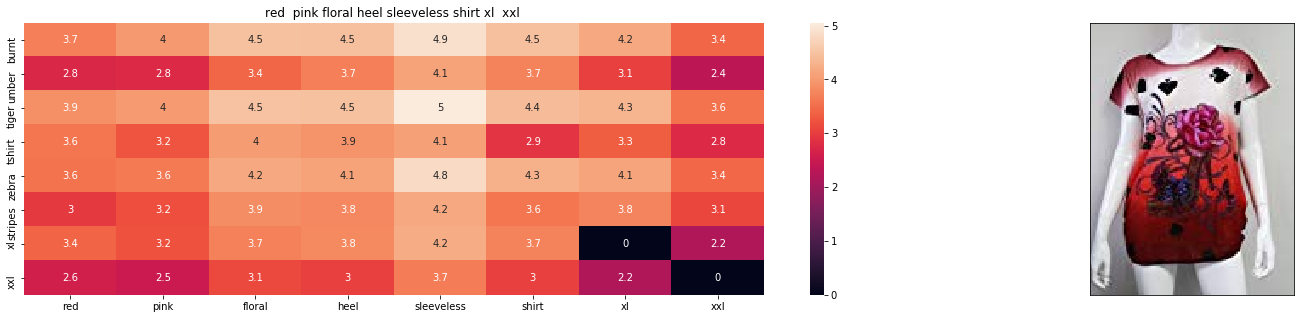 red  pink floral heel sleeveless shirt xl  xxl
burnt 3.7 4 4.5 4.5 4.9 4.5 4.2 3.4
umber 2.8 2.8 3.4 3.7 4.1 3.7 3.1 2.4
tiger 3.9 4 4.5 4.5 5 4.4 4.3 3.6
tshirt 3.6 3.2 4 3.9 4.1 2.9 3.3 2.8
zebra 3.6 3.6 4.2 4.1 4.8 4.3 4.1 3.4
stripes 3 3.2 3.9 3.8 4.2 3.6 3.8 3.1
xl 3.4 3.2 3.7 3.8 4.2 3.7 0 2.2
xxl 2.6 2.5 3.1 3 3.7 3 2.2 0
red pink floral heel sleeveless shirt xl xxl
5
4
3
2
1
0